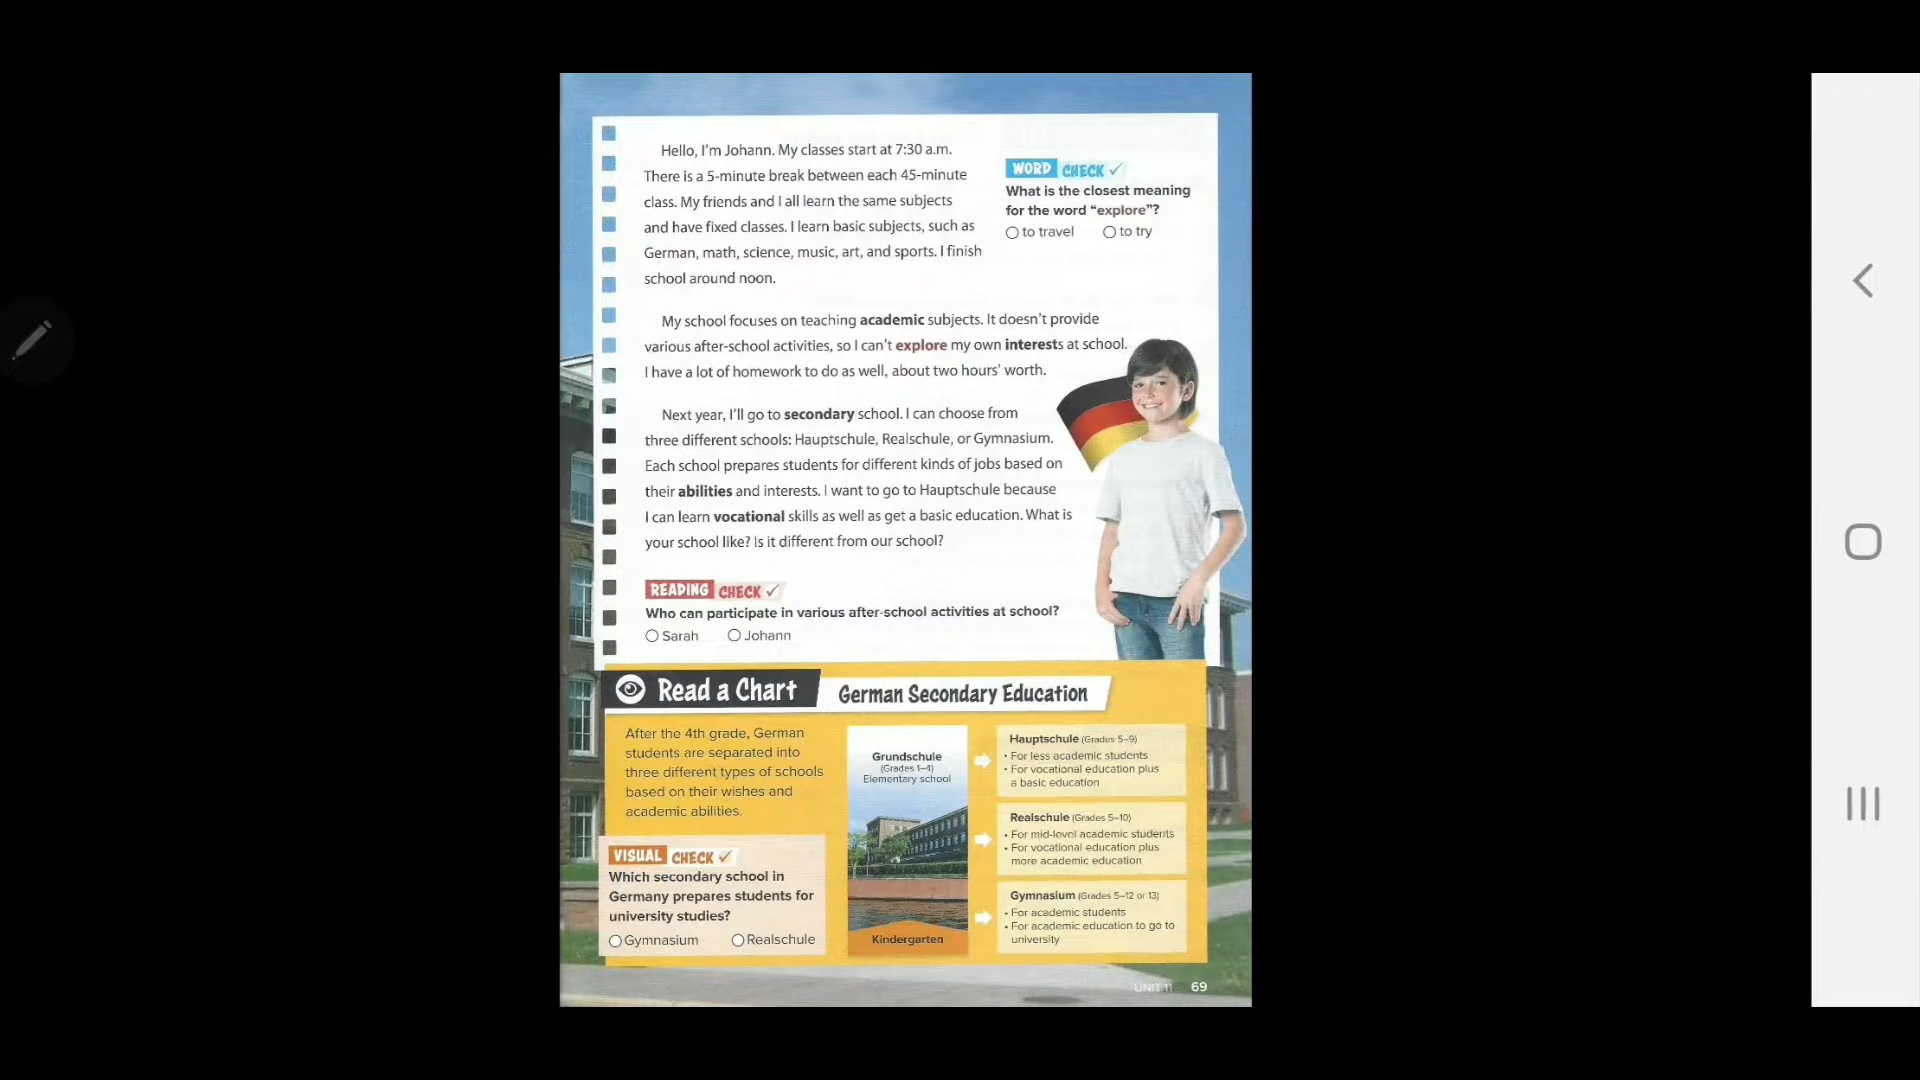 Hello, I'm Johann. My classes start at 7:30 a.m.
There is a 5-minute break between each 45-minute
class. My friends and I all learn the same subjects
and have fixed classes. I learn basic subjects, such as
German, math, science, music, art, and sports. I finish
school around noon.
WORD CHECK ✓
What is the closest meaning
for the word “explore”?
○ to travel ○ to try
My school focuses on teaching academic subjects. It doesn't provide
various after-school activities, so I can't explore my own interests at school.
I have a lot of homework to do as well, about two hours' worth.
Next year, I'll go to secondary school. I can choose from
three different schools: Hauptschule, Realschule, or Gymnasium.
Each school prepares students for different kinds of jobs based on
their abilities and interests. I want to go to Hauptschule because
I can learn vocational skills as well as get a basic education. What is
your school like? Is it different from our school?
READING CHECK ✓
Who can participate in various after-school activities at school?
○ Sarah ○ Johann
Read a Chart German Secondary Education
After the 4th grade, German
students are separated into
three different types of schools
based on their wishes and
academic abilities.
VISUAL CHECK ✓
Which secondary school in
Germany prepares students for
university studies?
○ Gymnasium ○ Realschule
Grundschule
(Grades 1–4)
Elementary school
Kindergarten
Hauptschule (Grades 5–9)
• For less academic students
• For vocational education plus
a basic education
Realschule (Grades 5–10)
• For mid-level academic students
• For vocational education plus
more academic education
Gymnasium (Grades 5–12 or 13)
• For academic students
• For academic education to go to
university
UNIT 11 69